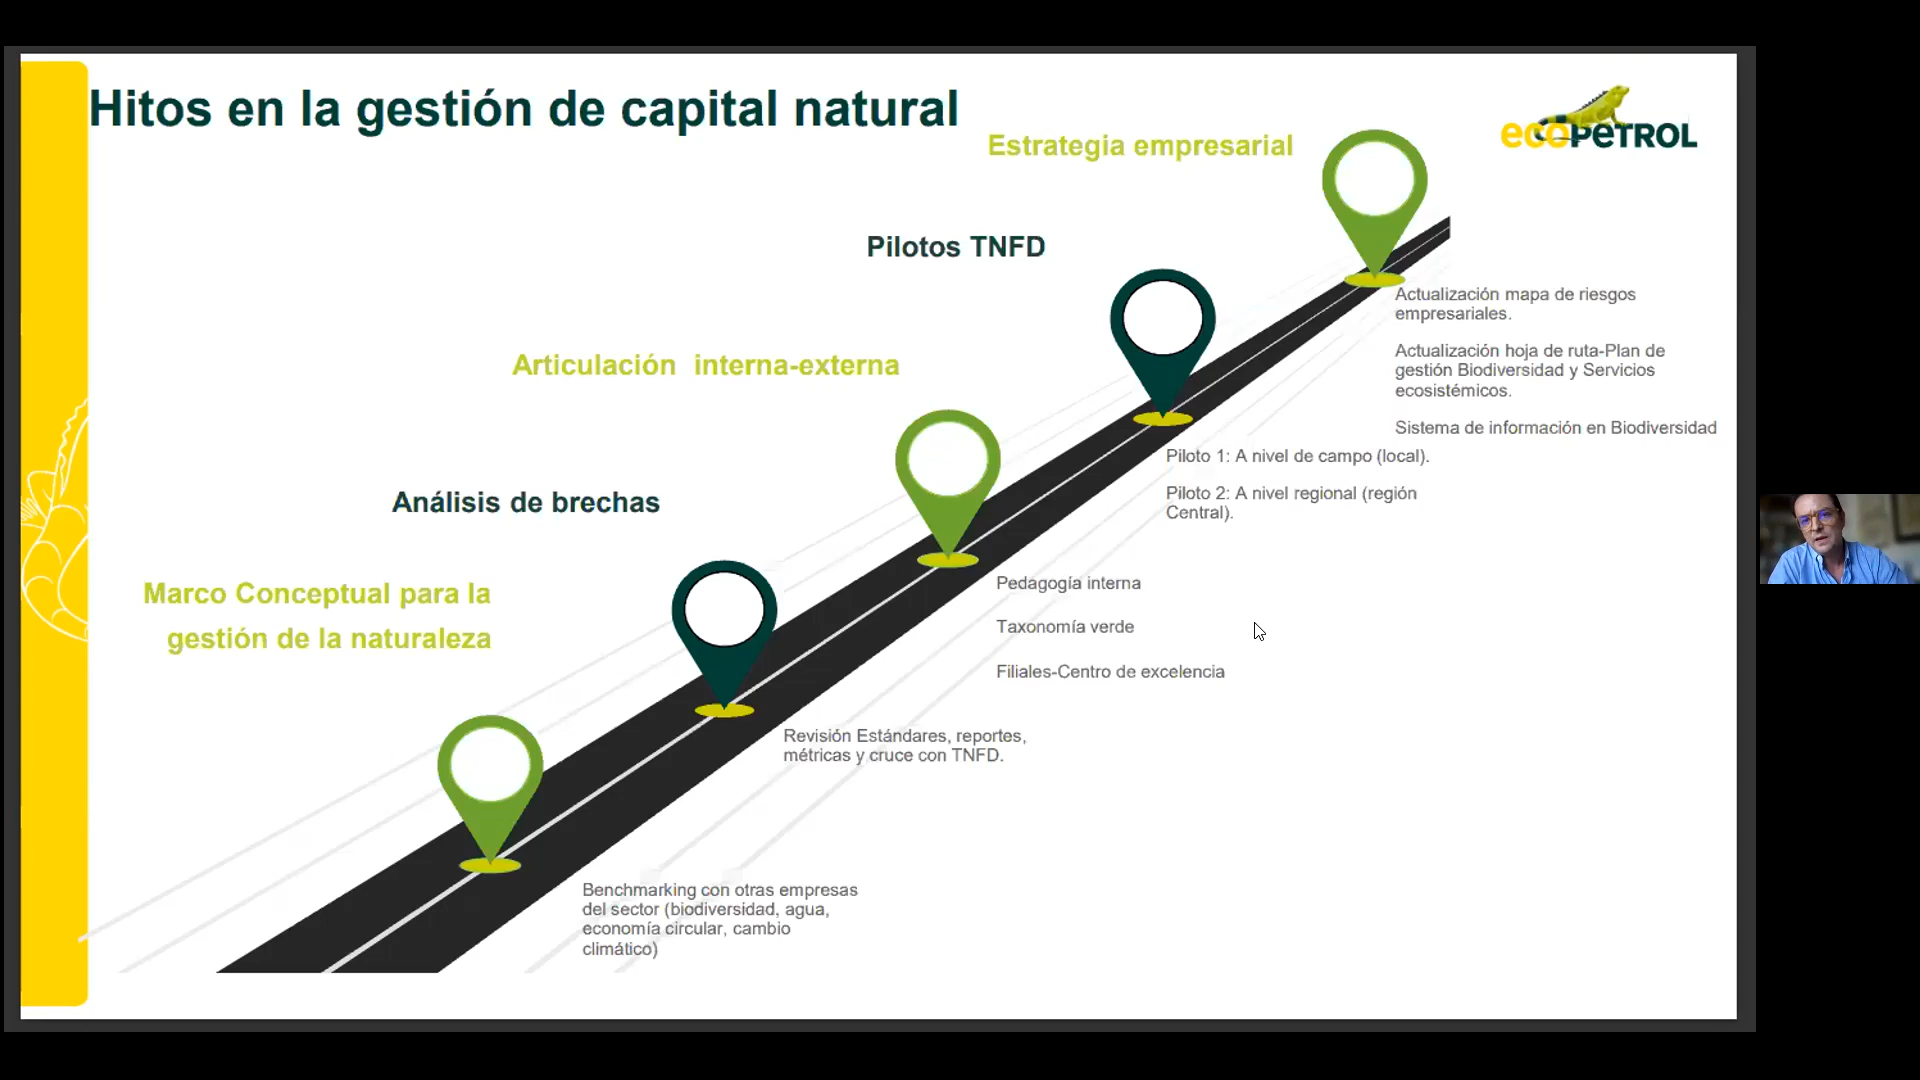 Hitos en la gestión de capital natural
ecoPETROL
Estrategia empresarial
Pilotos TNFD
Actualización mapa de riesgos
empresariales.
Actualización hoja de ruta-Plan de
gestión Biodiversidad y Servicios
ecosistémicos.
Sistema de información en Biodiversidad
Articulación  interna-externa
Piloto 1: A nivel de campo (local).
Piloto 2: A nivel regional (región
Central).
Análisis de brechas
Pedagogía interna
Taxonomía verde
Filiales-Centro de excelencia
Marco Conceptual para la
gestión de la naturaleza
Revisión Estándares, reportes,
métricas y cruce con TNFD.
Benchmarking con otras empresas
del sector (biodiversidad, agua,
economía circular, cambio
climático)